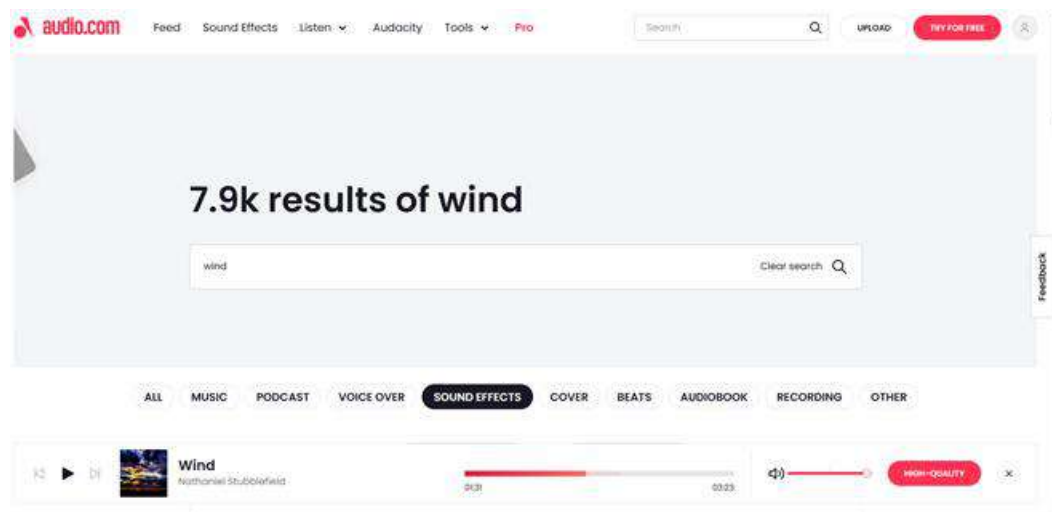 audio.com Feed Sound Effects Listen Audacity Tools Pro Search UPLOAD TRY FOR FREE
7.9k results of wind
wind Clear search
Feedback
ALL MUSIC PODCAST VOICE OVER SOUND EFFECTS COVER BEATS AUDIOBOOK RECORDING OTHER
Wind
Nathaniel Stubblefield
01:31 03:23
HIGH-QUALITY